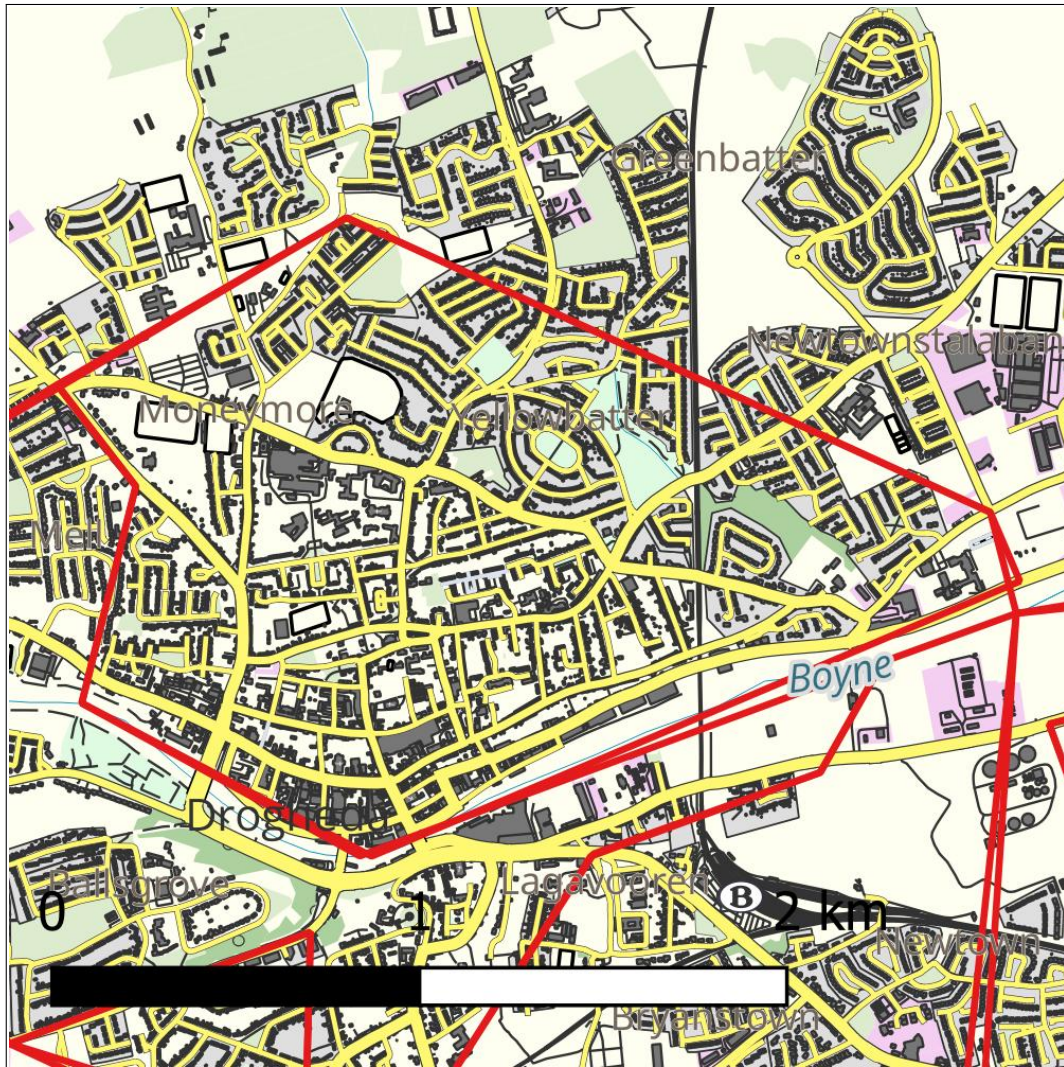 Greenbatter
Newtownstalaban
Moneymore
Yellowbatter
Mell
Boyne
Drogheda
Ballsgrove
Lagavooren
B
0 1 2 km
Newtown
Bryanstown